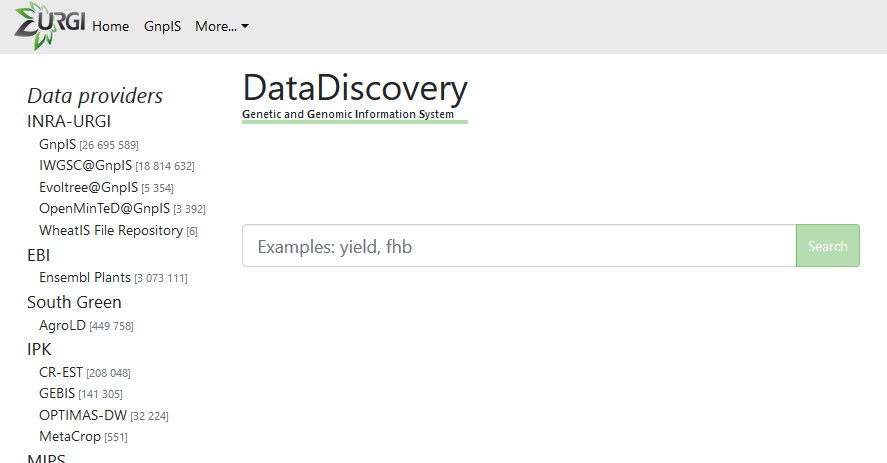 URGI Home GnpIS More...
Data providers
INRA-URGI
GnpIS [26 695 589]
IWGSC@GnpIS [18 814 632]
Evoltree@GnpIS [5 354]
OpenMinTeD@GnpIS [3 392]
WheatIS File Repository [6]
EBI
Ensembl Plants [3 073 111]
South Green
AgroLD [449 758]
IPK
CR-EST [208 048]
GEBIS [141 305]
OPTIMAS-DW [32 224]
MetaCrop [551]
MIPS
DataDiscovery
Genetic and Genomic Information System
Examples: yield, fhb Search